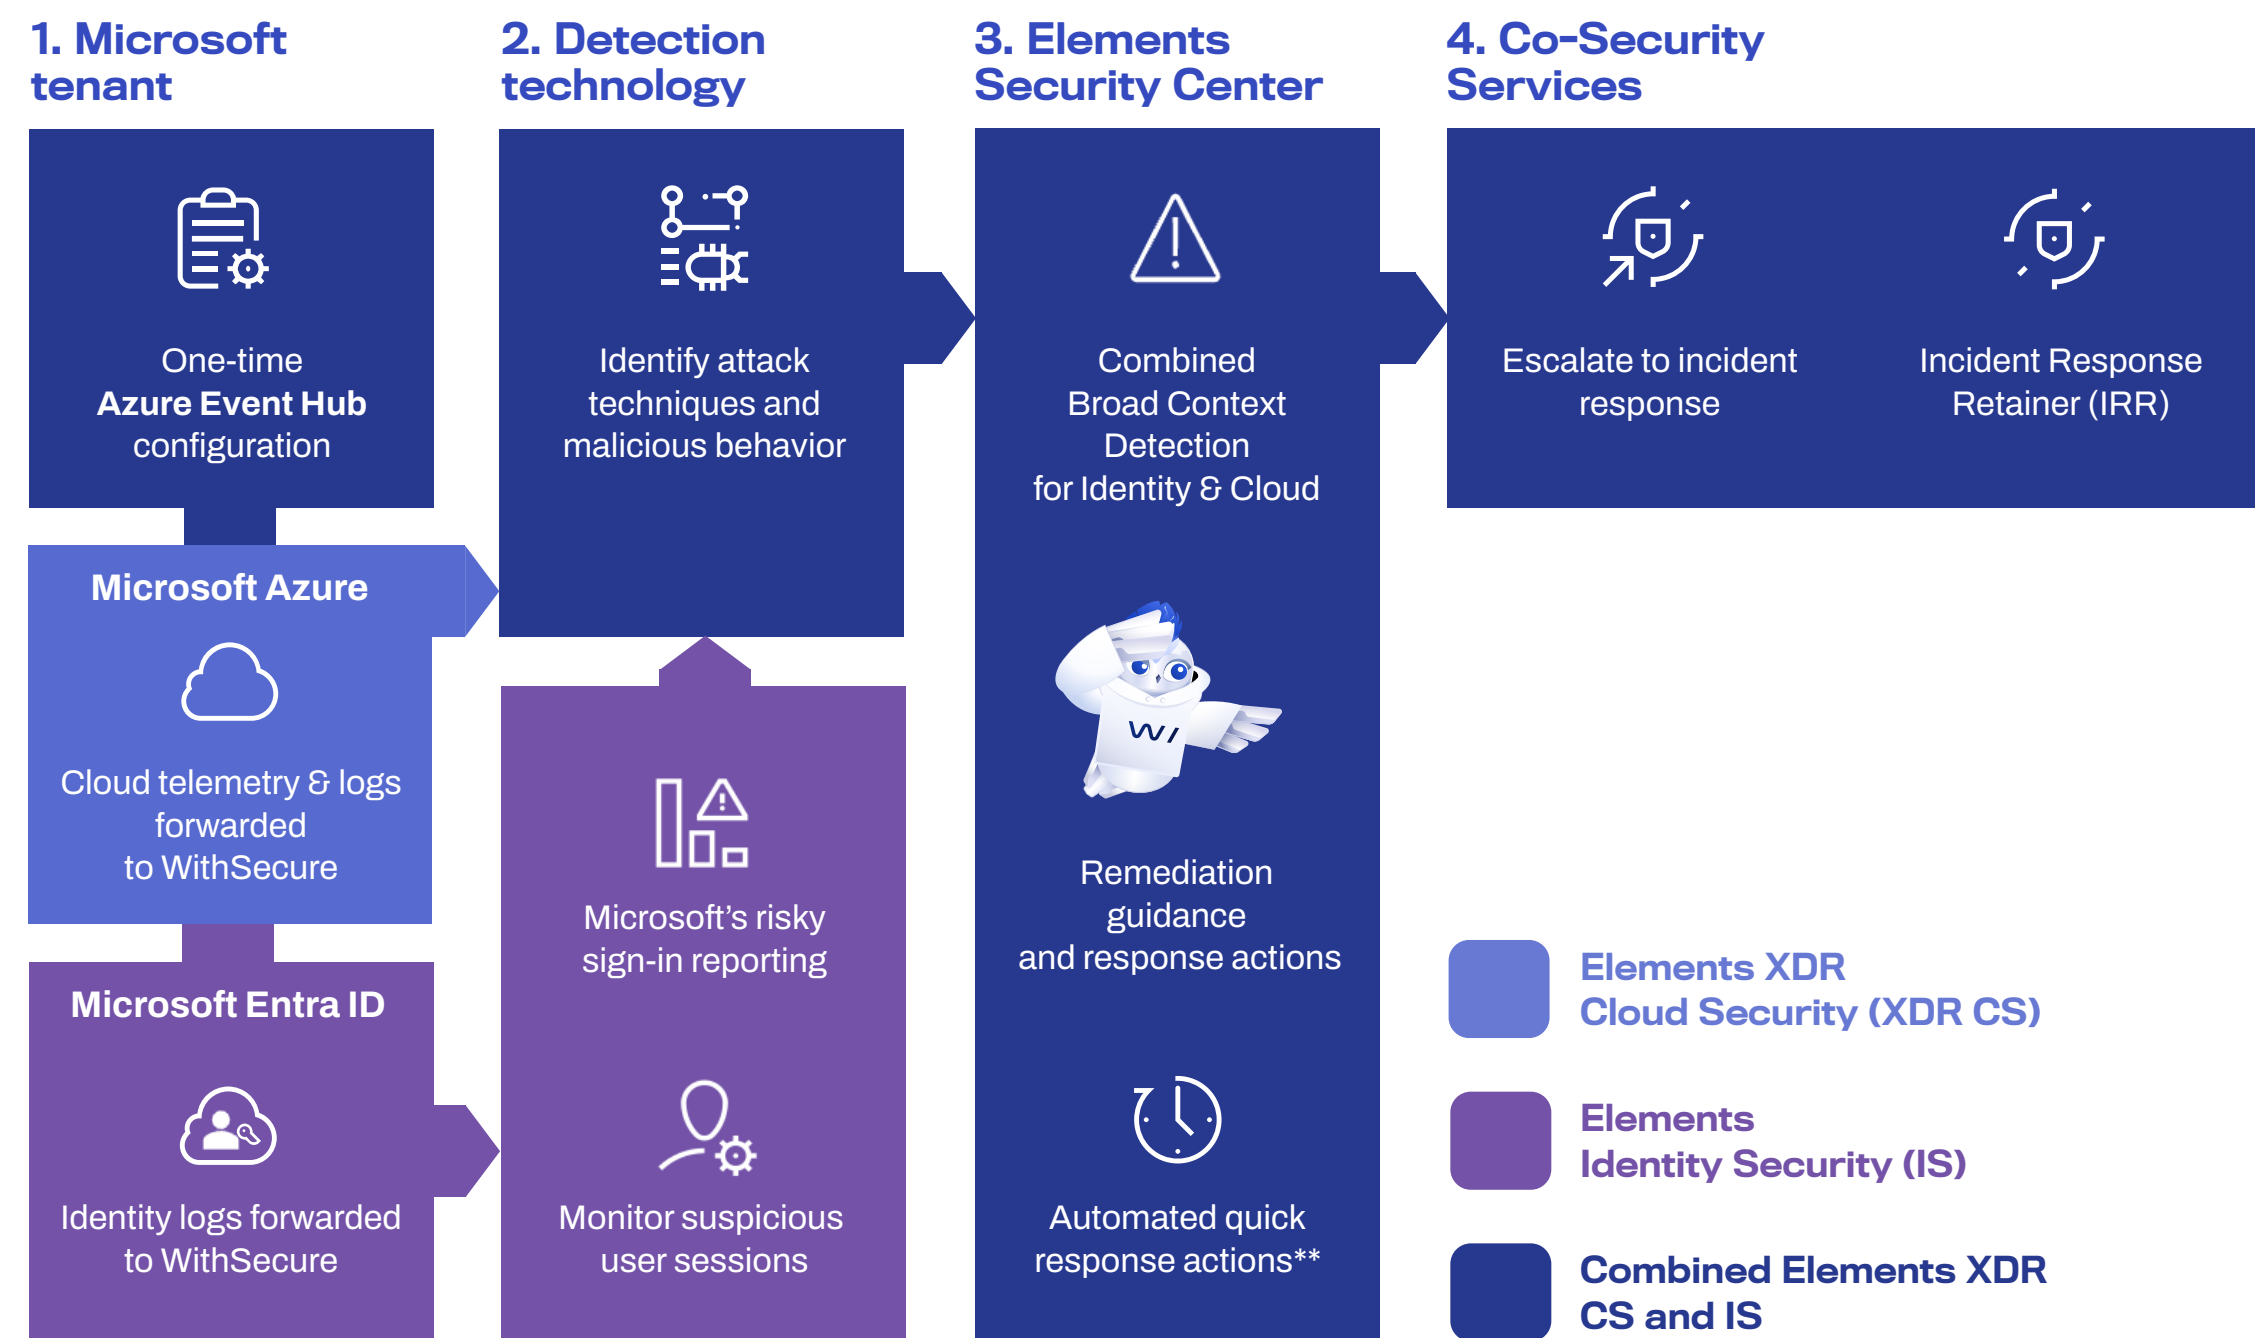 1. Microsoft
tenant
One-time
Azure Event Hub
configuration
Microsoft Azure
Cloud telemetry & logs
forwarded
to WithSecure
Microsoft Entra ID
Identity logs forwarded
to WithSecure
2. Detection
technology
Identify attack
techniques and
malicious behavior
Microsoft’s risky
sign-in reporting
Monitor suspicious
user sessions
3. Elements
Security Center
Combined
Broad Context
Detection
for Identity & Cloud
W/
Remediation
guidance
and response actions
Automated quick
response actions**
4. Co-Security
Services
Escalate to incident
response
Incident Response
Retainer (IRR)
Elements XDR
Cloud Security (XDR CS)
Elements
Identity Security (IS)
Combined Elements XDR
CS and IS